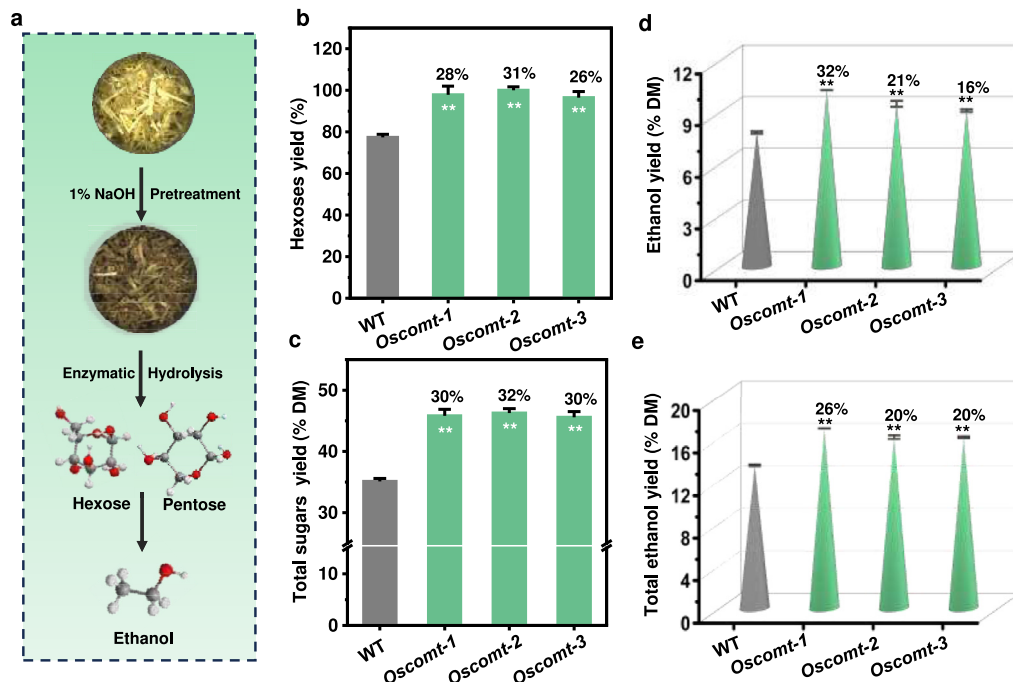 a
1% NaOH Pretreatment
Enzymatic Hydrolysis
Hexose Pentose
Ethanol
b
Hexoses yield (%)
120
100
80
60
40
20
0
28%
31%
26%
**
**
**
WT
Oscomt-1
Oscomt-2
Oscomt-3
c
Total sugars yield (% DM)
50
40
30
10
0
30%
32%
30%
**
**
**
WT
Oscomt-1
Oscomt-2
Oscomt-3
d
Ethanol yield (% DM)
12
9
6
3
0
32%
**
21%
**
16%
**
WT
Oscomt-1
Oscomt-2
Oscomt-3
e
Total ethanol yield (% DM)
20
16
12
8
4
0
26%
**
20%
**
20%
**
WT
Oscomt-1
Oscomt-2
Oscomt-3